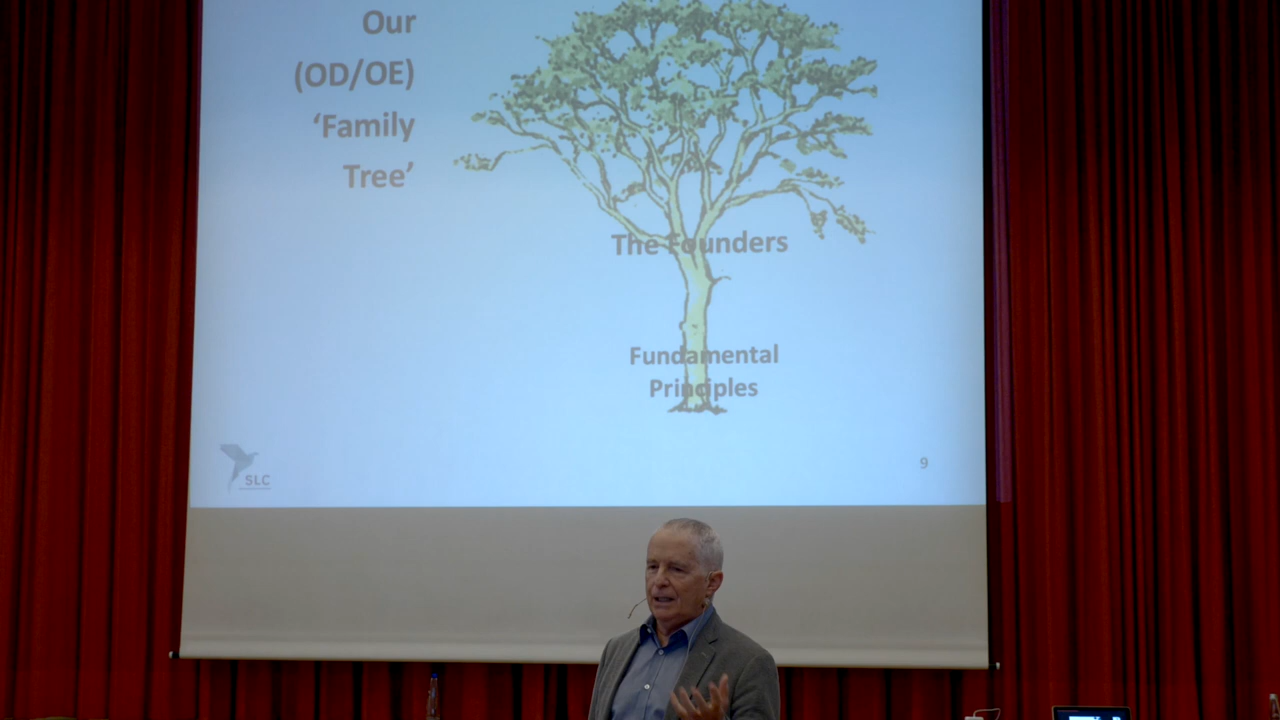 Our
(OD/OE)
‘Family
Tree’
The Founders
Fundamental
Principles
SLC
9